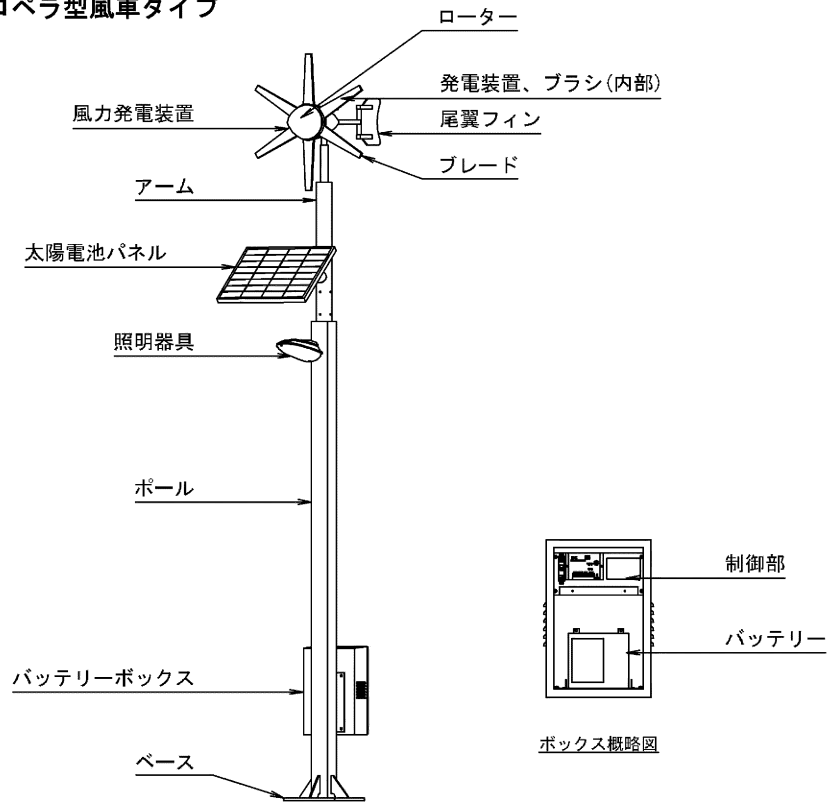 ロペラ型風車タイプ
ローター
発電装置、ブラシ(内部)
風力発電装置
尾翼フィン
ブレード
アーム
太陽電池パネル
照明器具
ポール
制御部
バッテリー
バッテリーボックス
ボックス概略図
ベース